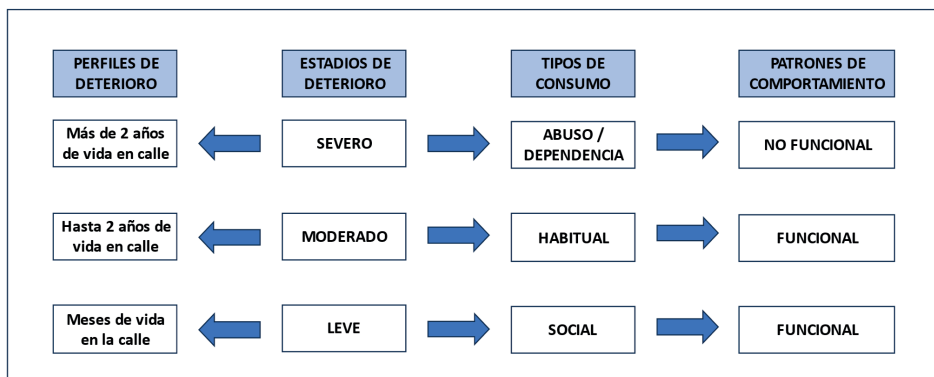 PERFILES DE
DETERIORO
ESTADIOS DE
DETERIORO
TIPOS DE
CONSUMO
PATRONES DE
COMPORTAMIENTO
Más de 2 años
de vida en calle
SEVERO
ABUSO /
DEPENDENCIA
NO FUNCIONAL
Hasta 2 años de
vida en calle
MODERADO
HABITUAL
FUNCIONAL
Meses de vida
en la calle
LEVE
SOCIAL
FUNCIONAL